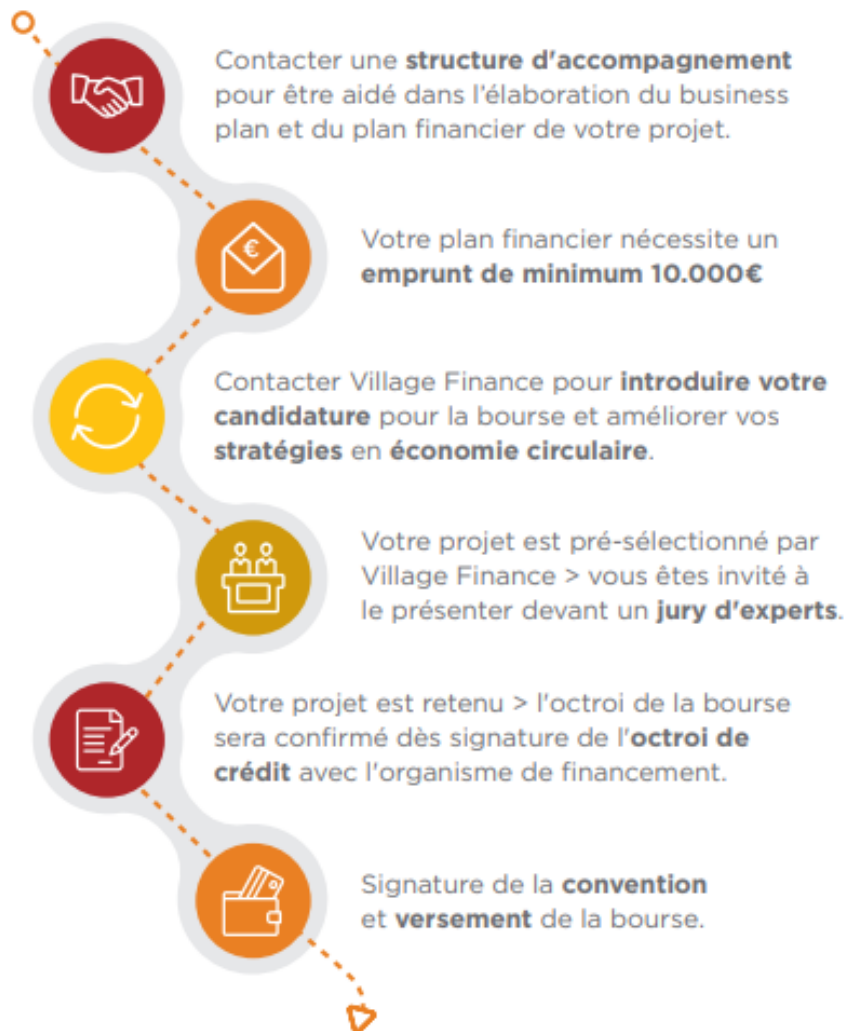 Contacter une structure d'accompagnement
pour être aidé dans l'élaboration du business
plan et du plan financier de votre projet.
€
Votre plan financier nécessite un
emprunt de minimum 10.000€
Contacter Village Finance pour introduire votre
candidature pour la bourse et améliorer vos
stratégies en économie circulaire.
Votre projet est pré-sélectionné par
Village Finance > vous êtes invité à
le présenter devant un jury d'experts.
Votre projet est retenu > l'octroi de la bourse
sera confirmé dès signature de l'octroi de
crédit avec l'organisme de financement.
Signature de la convention
et versement de la bourse.